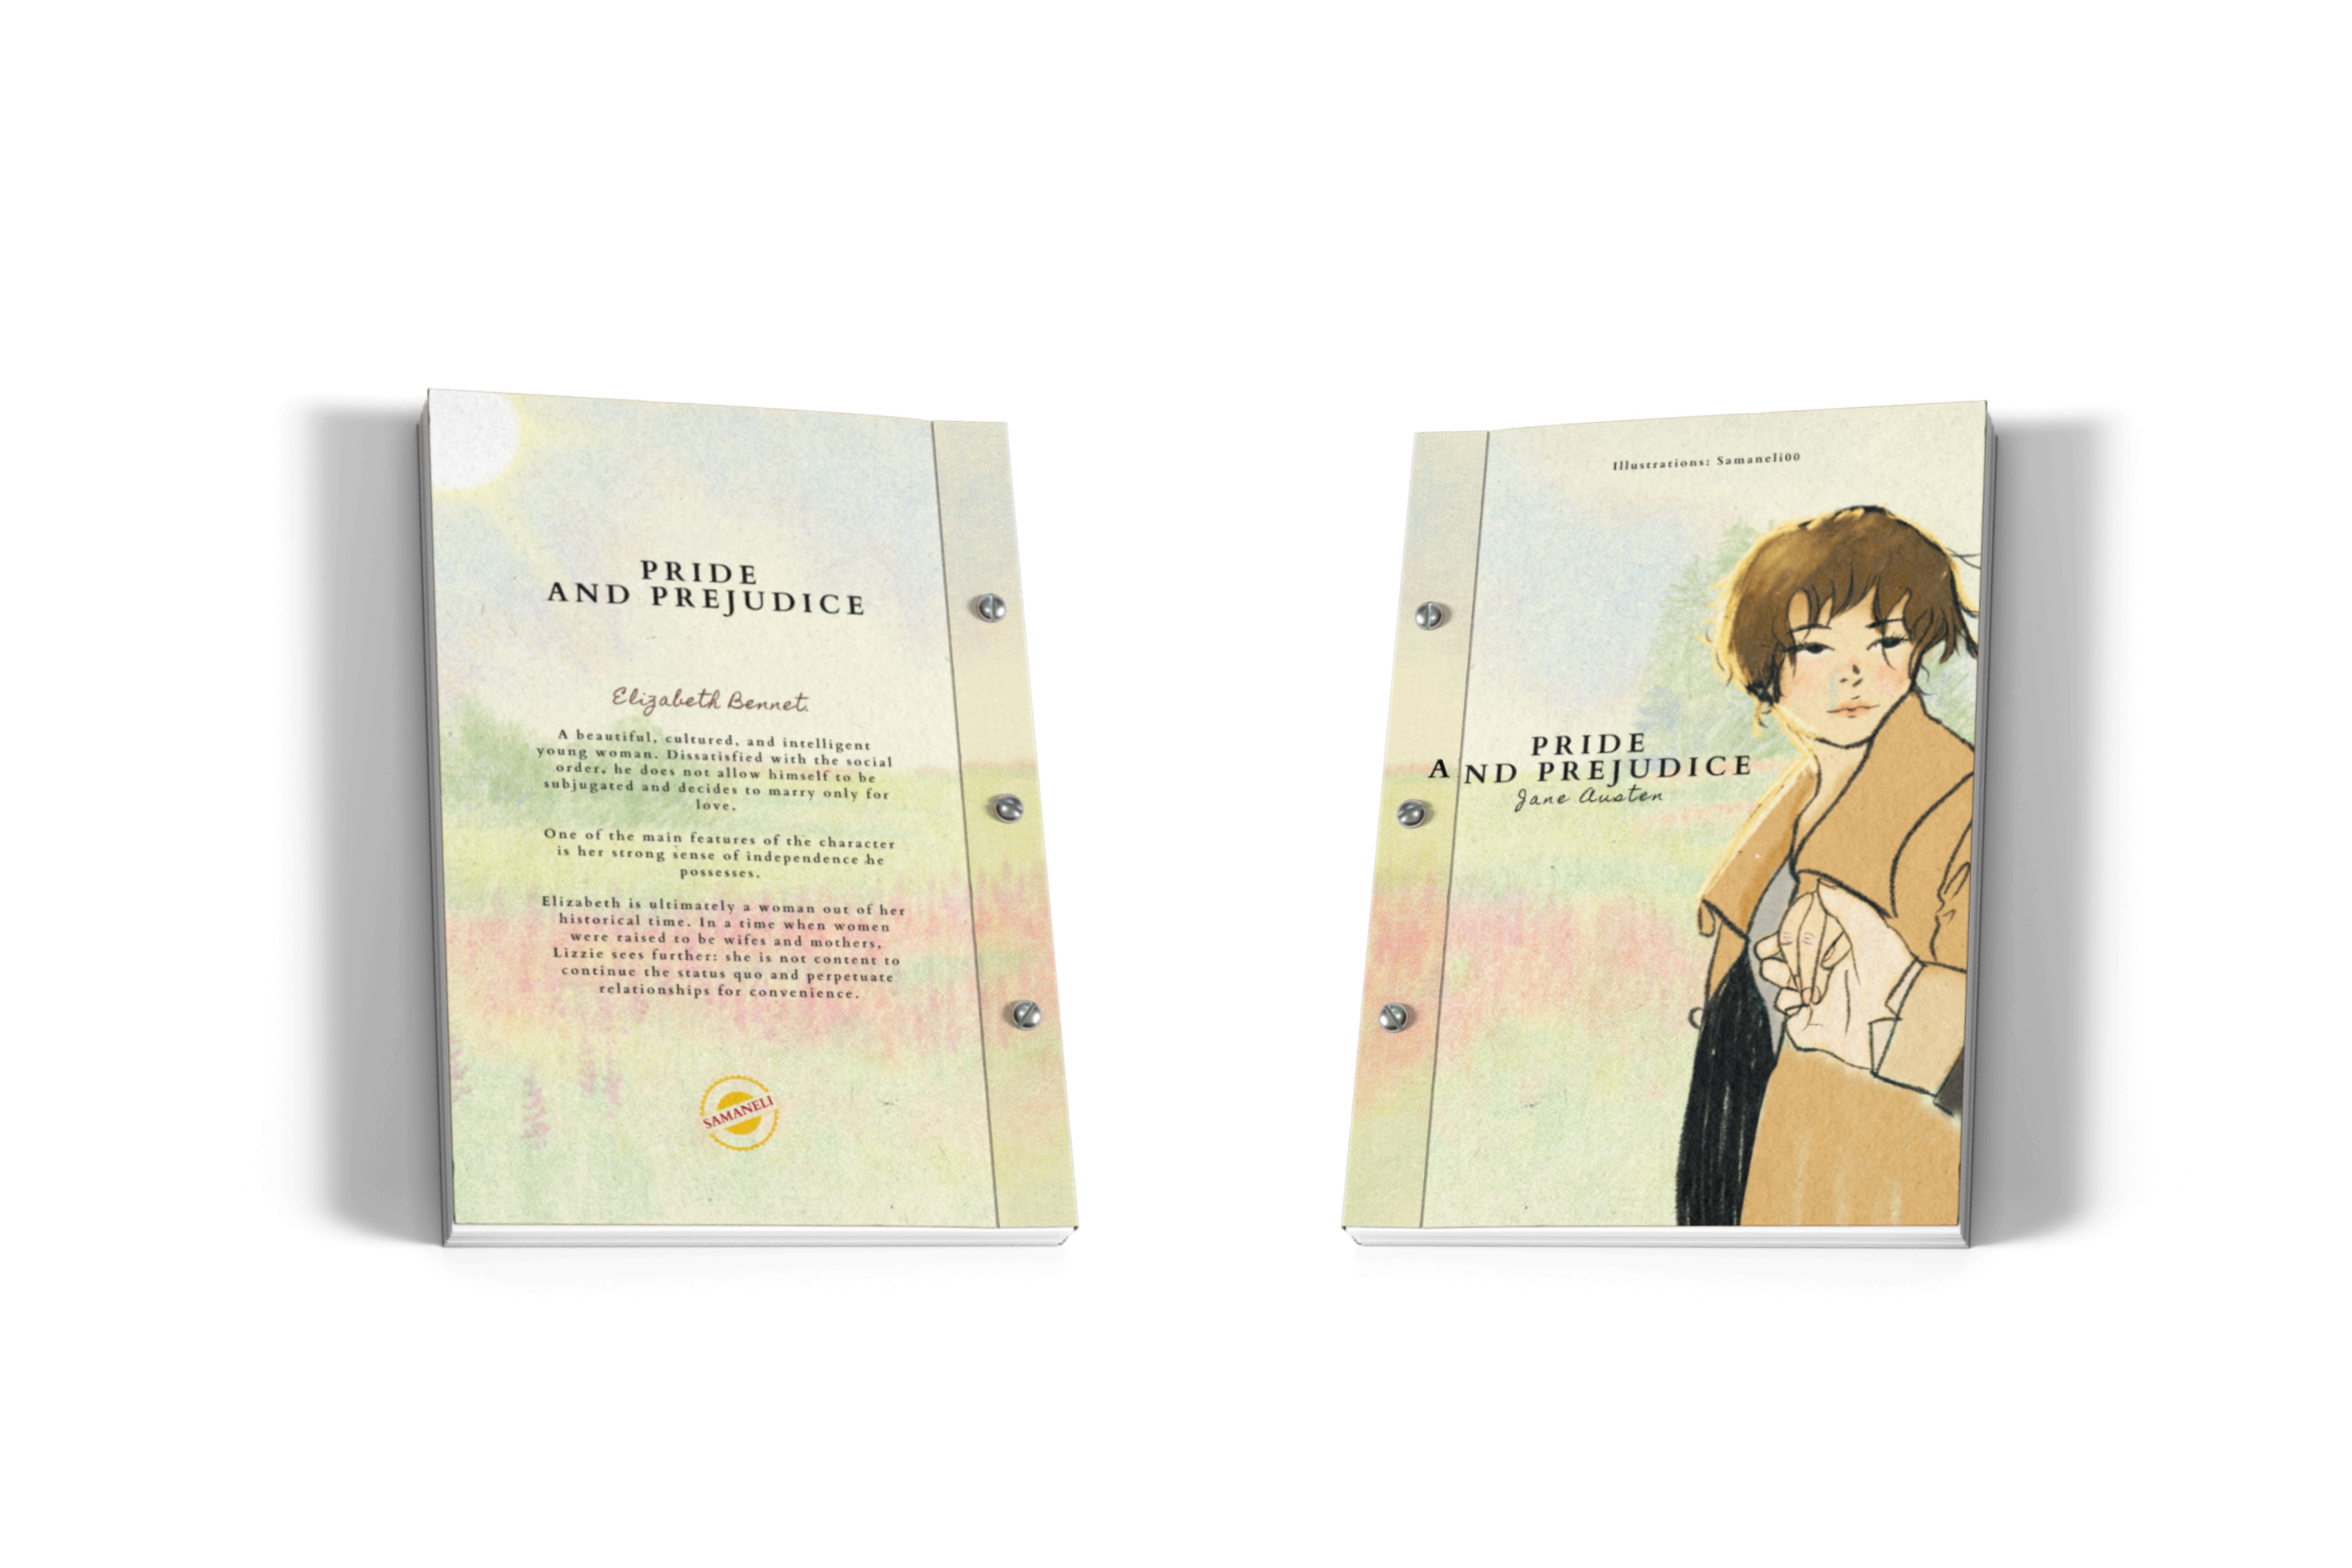 PRIDE
AND PREJUDICE
Elizabeth Bennet.
A beautiful, cultured, and intelligent
young woman. Dissatisfied with the social
order, he does not allow himself to be
subjugated and decides to marry only for
love.
One of the main features of the character
is her strong sense of independence he
possesses.
Elizabeth is ultimately a woman out of her
historical time. In a time when women
were raised to be wifes and mothers,
Lizzie sees further: she is not content to
continue the status quo and perpetuate
relationships for convenience.
SAMANELI
Illustrations: Samaneli00
PRIDE
AND PREJUDICE
Jane Austen